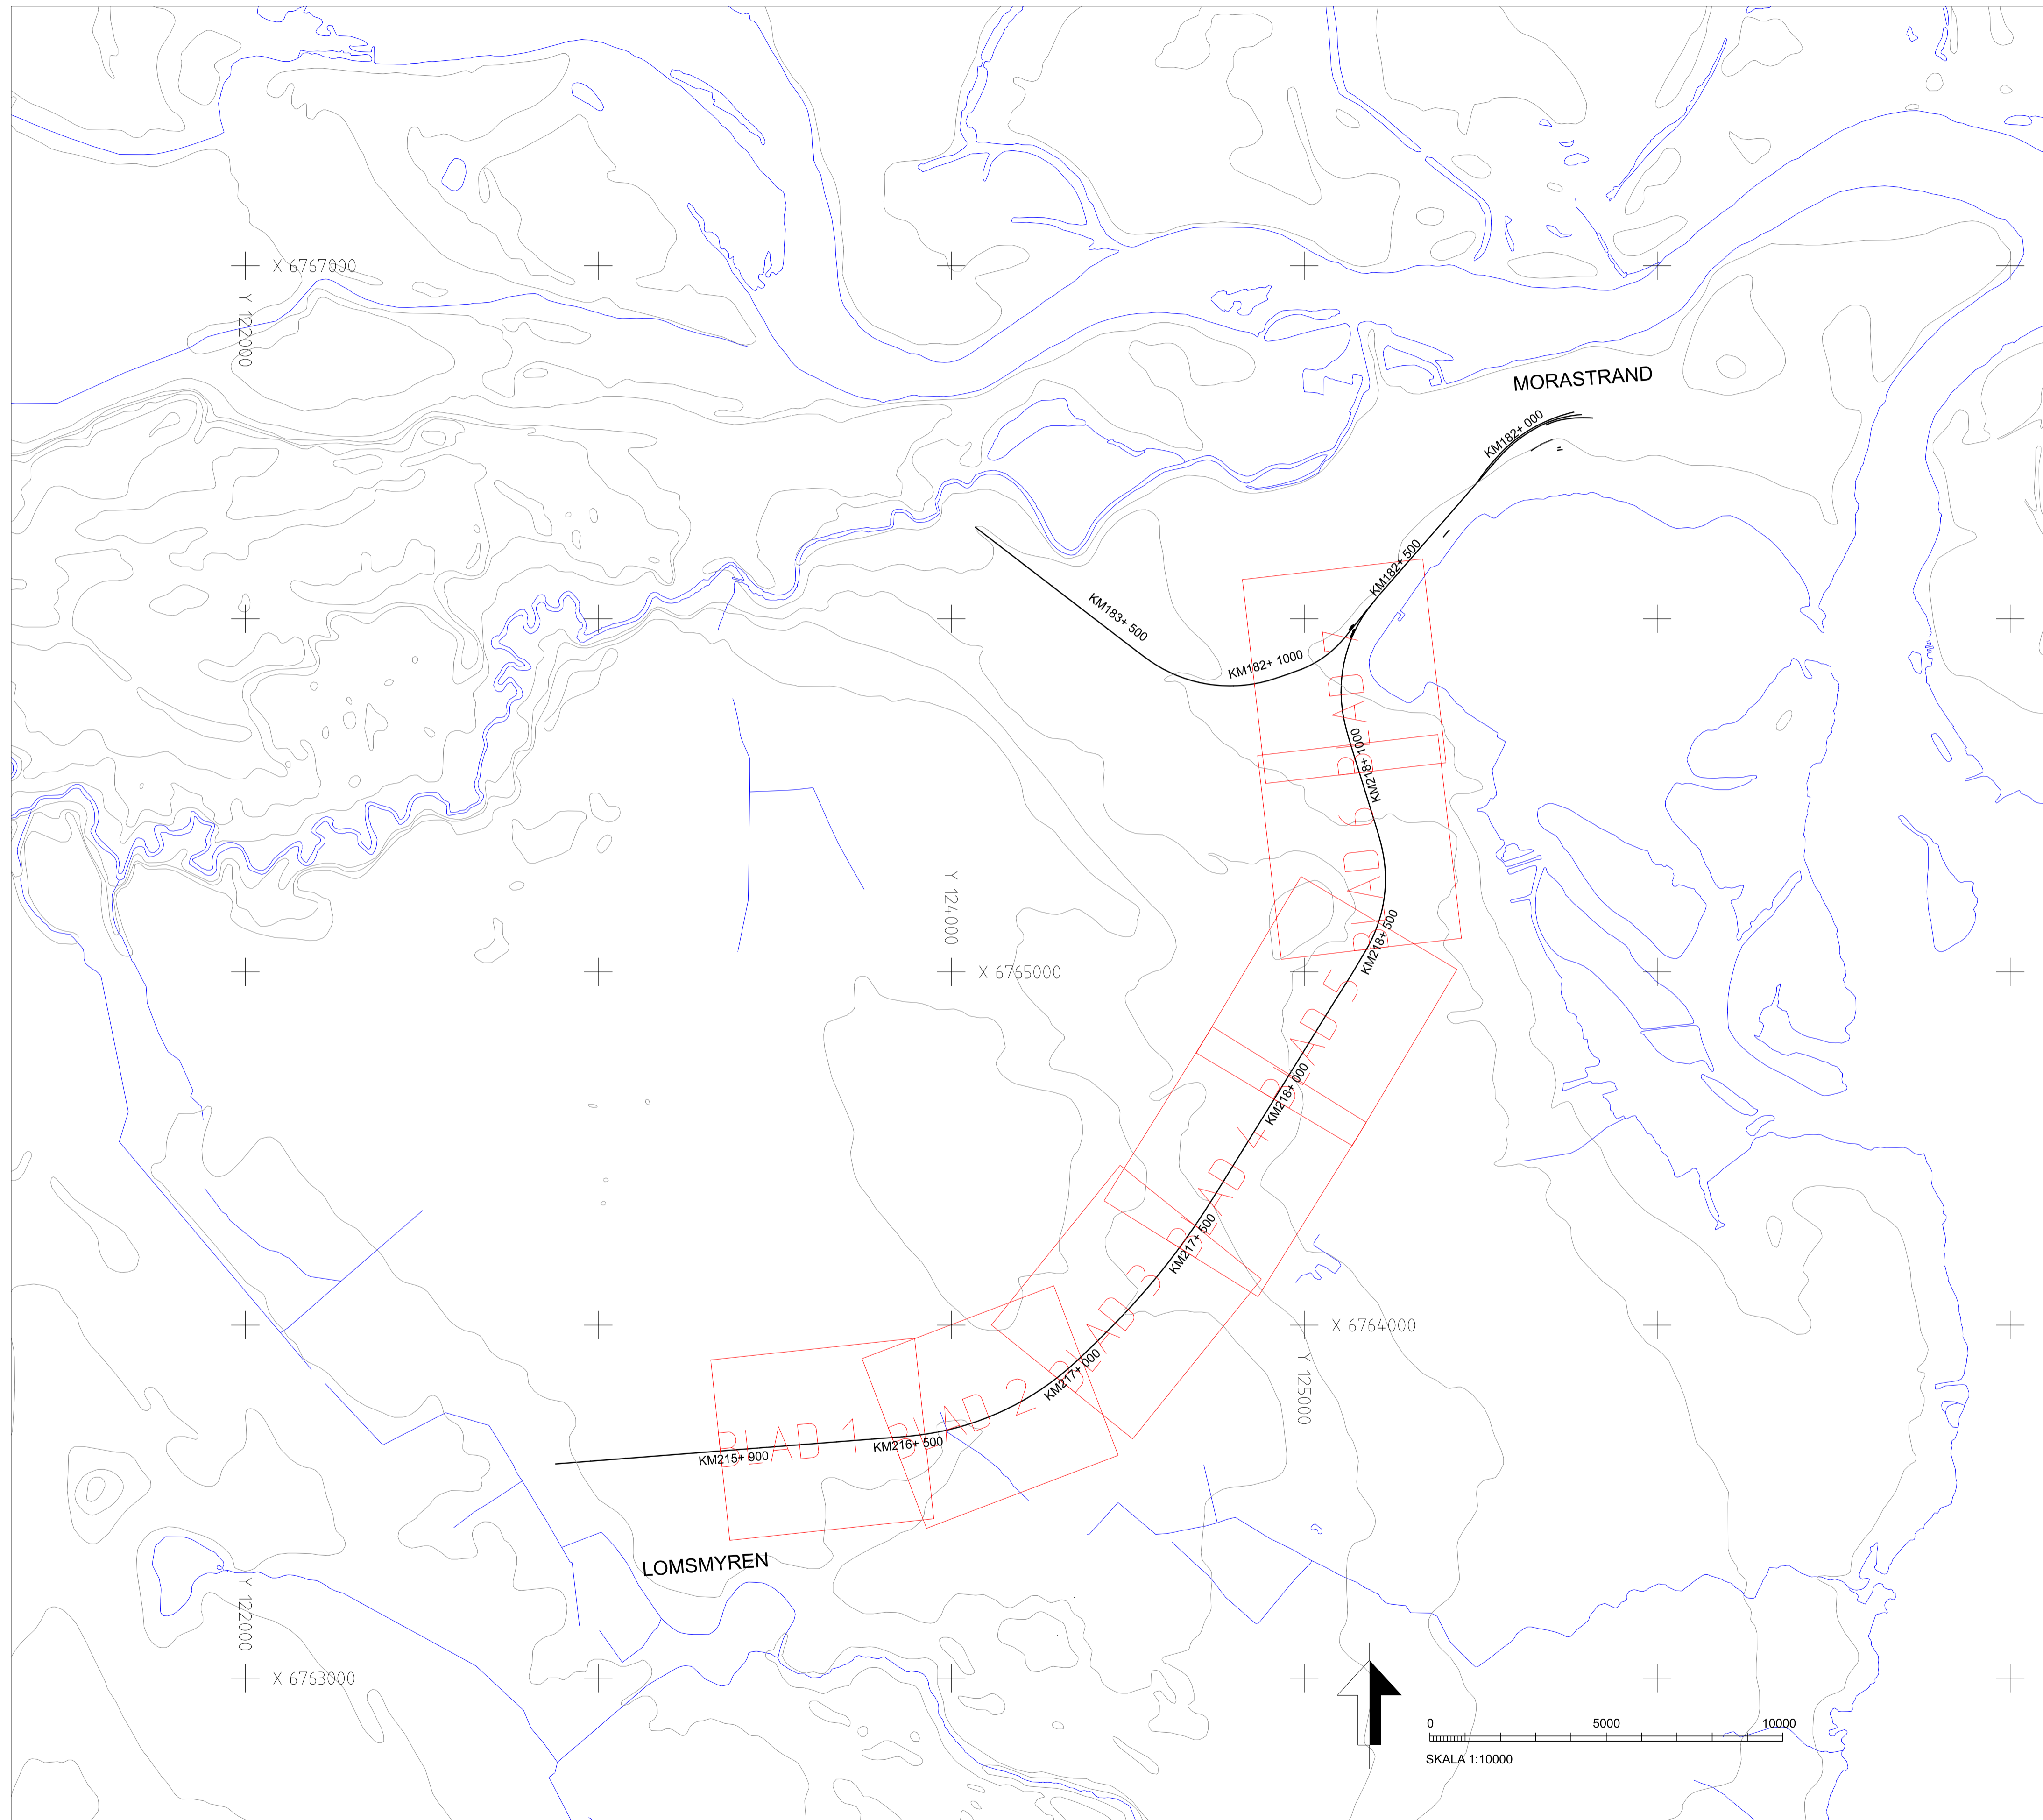 X 6767000
Y 122000
MORASTRAND
KM182+ 000
KM182+ 500
KM183+ 500
KM182+ 1000
BLAD 7
KM218+ 1000
BLAD 6
Y 124000
X 6765000
KM218+ 500
BLAD 5
KM218+ 000
BLAD 4
KM217+ 500
BLAD 3
X 6764000
Y 125000
KM217+ 000
BLAD 2
BLAD 1
KM216+ 500
KM215+ 900
LOMSMYREN
Y 122000
X 6763000
0 5000 10000
SKALA 1:10000